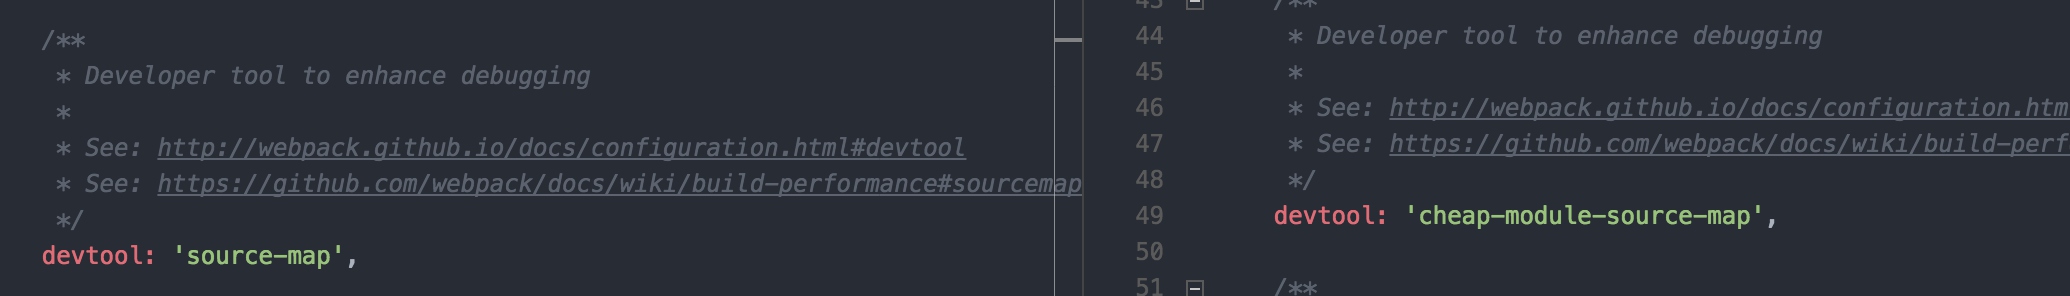 /**
* Developer tool to enhance debugging
*
* See: http://webpack.github.io/docs/configuration.html#devtool
* See: https://github.com/webpack/docs/wiki/build-performance#sourcemap
*/
devtool: 'source-map',
43 /**
44 * Developer tool to enhance debugging
45 *
46 * See: http://webpack.github.io/docs/configuration.htm
47 * See: https://github.com/webpack/docs/wiki/build-perf
48 */
49 devtool: 'cheap-module-source-map',
50
51 /**